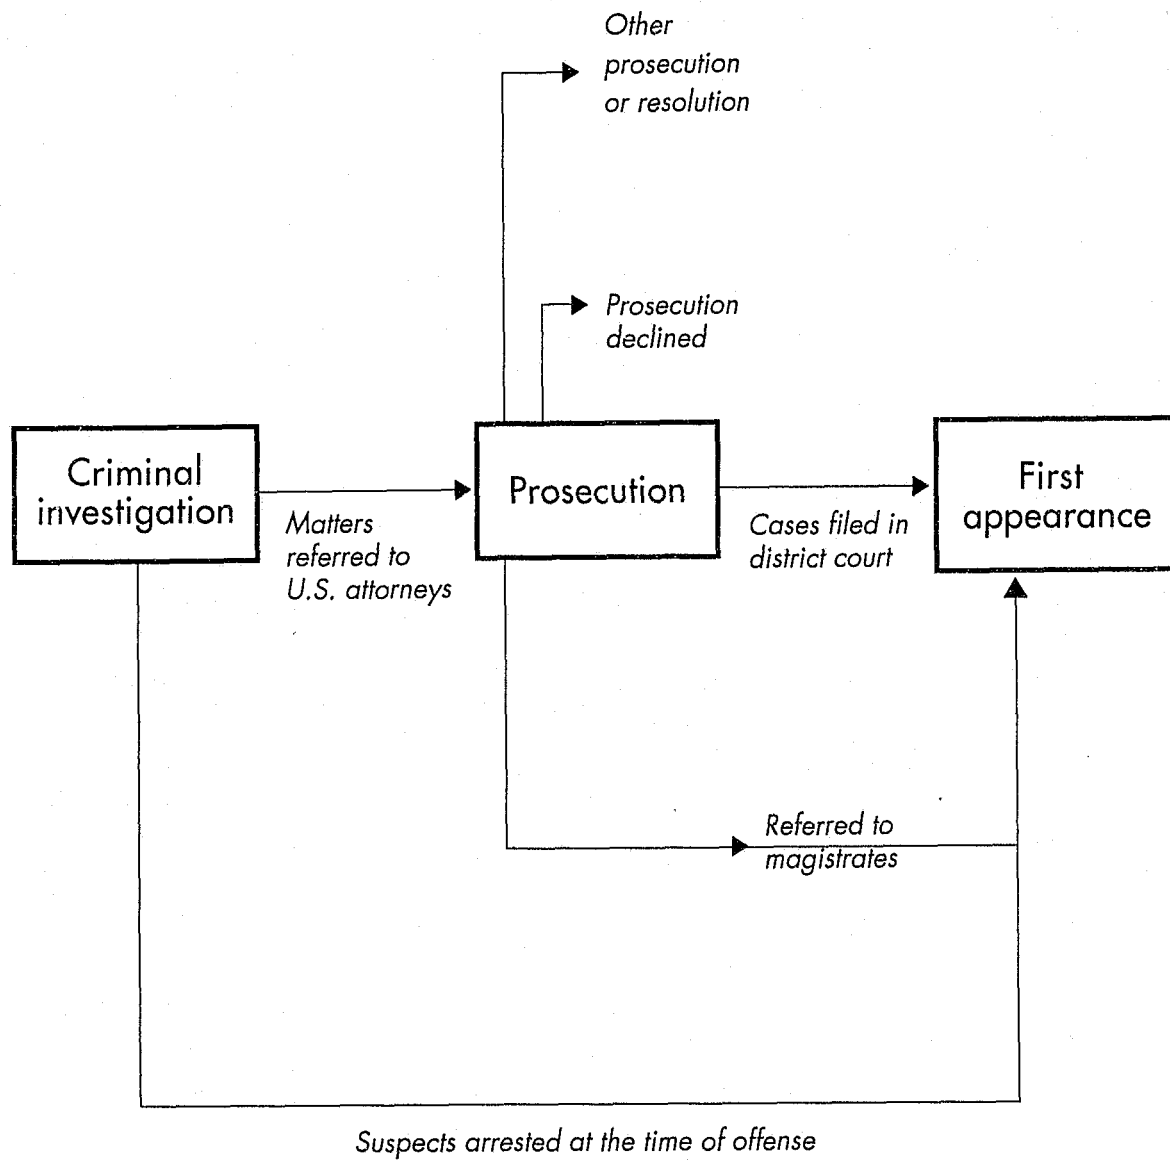 Other
prosecution
or resolution
Prosecution
declined
Criminal
investigation
Matters
referred to
U.S. attorneys
Prosecution
Cases filed in
district court
First
appearance
Referred to
magistrates
Suspects arrested at the time of offense